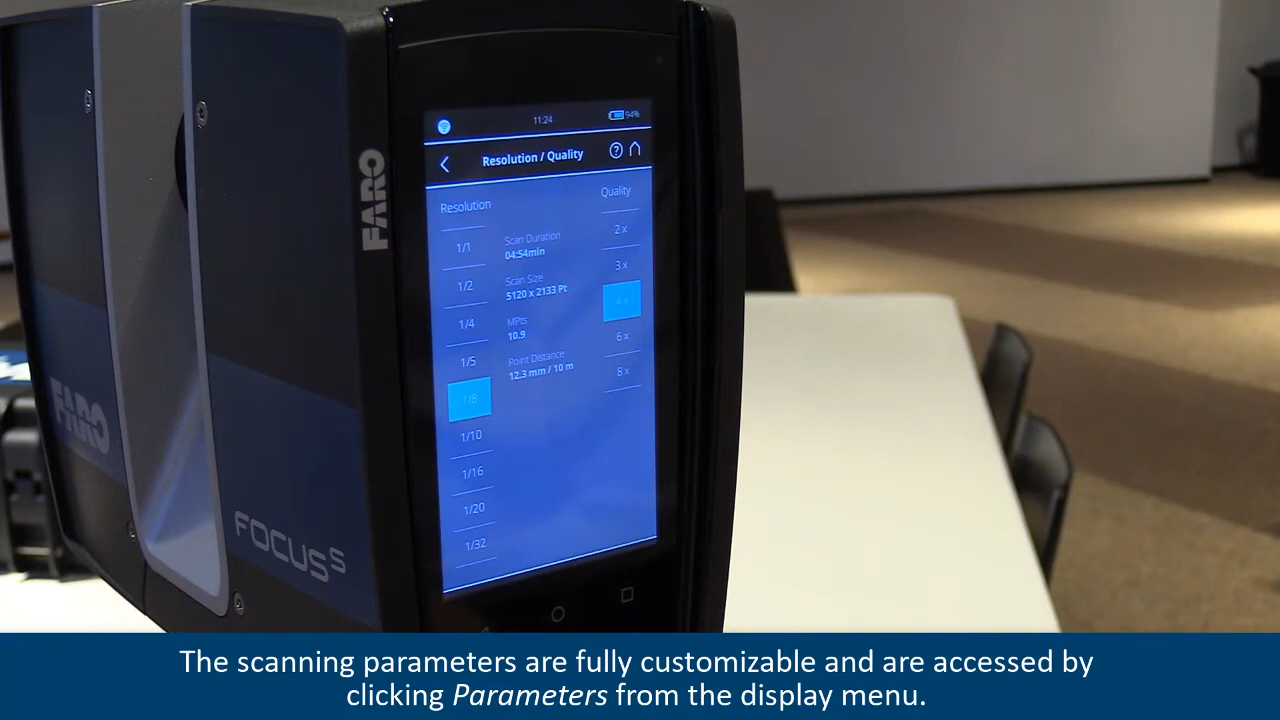 11:24
94%
Resolution / Quality
?
Resolution
Quality
1/1
1/2
1/4
1/5
1/8
1/10
1/16
1/20
1/32
Scan Duration
04:54min
Scan Size
5120 x 2133 Pt
MPts
10.9
Point Distance
12.3 mm / 10 m
2 x
3 x
4 x
6 x
8 x
FARO
FARO
FOCUS S
The scanning parameters are fully customizable and are accessed by
clicking Parameters from the display menu.